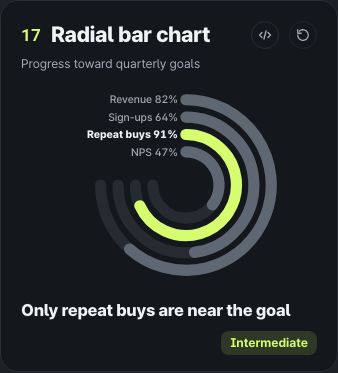 17 Radial bar chart
Progress toward quarterly goals
Revenue 82%
Sign-ups 64%
Repeat buys 91%
NPS 47%
Only repeat buys are near the goal
Intermediate